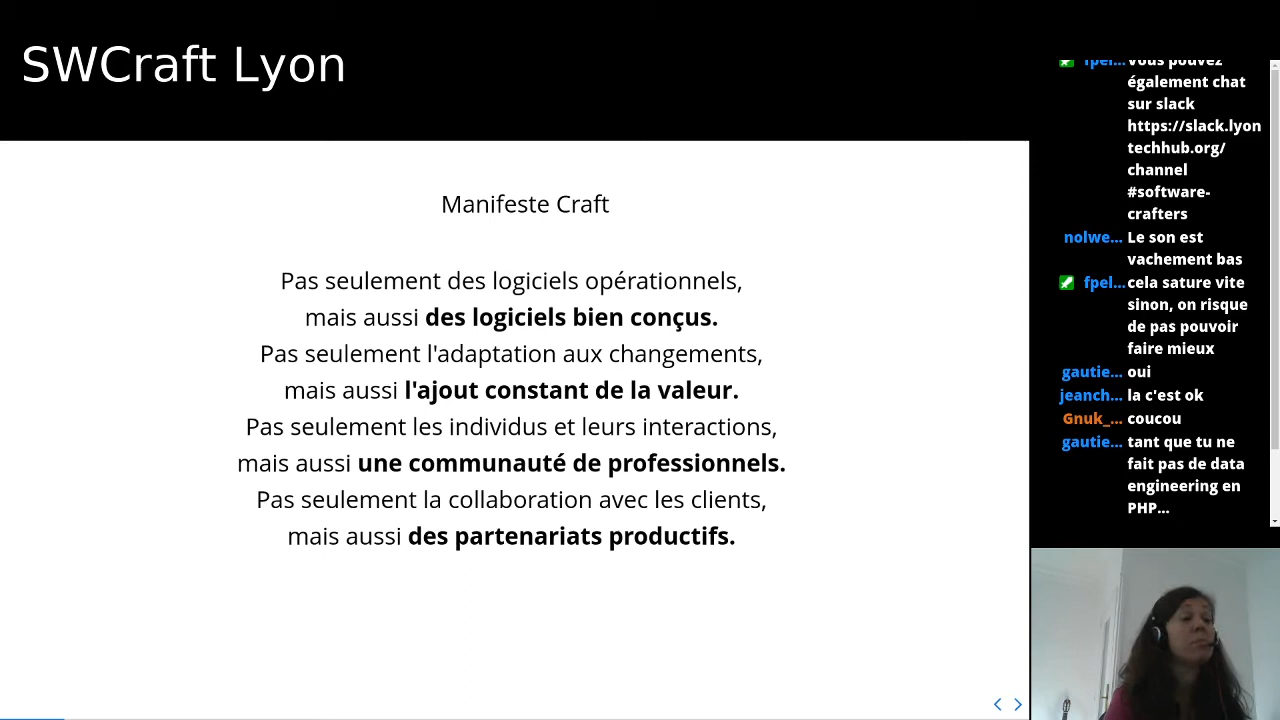 SWCraft Lyon
Manifeste Craft
Pas seulement des logiciels opérationnels,
mais aussi des logiciels bien conçus.
Pas seulement l'adaptation aux changements,
mais aussi l'ajout constant de la valeur.
Pas seulement les individus et leurs interactions,
mais aussi une communauté de professionnels.
Pas seulement la collaboration avec les clients,
mais aussi des partenariats productifs.
fpel... Vous pouvez
également chat
sur slack
https://slack.lyon
techhub.org/
channel
#software-
crafters
nolwe... Le son est
vachement bas
fpel... cela sature vite
sinon, on risque
de pas pouvoir
faire mieux
gautie... oui
jeanch... la c'est ok
Gnuk_... coucou
gautie... tant que tu ne
fait pas de data
engineering en
PHP...